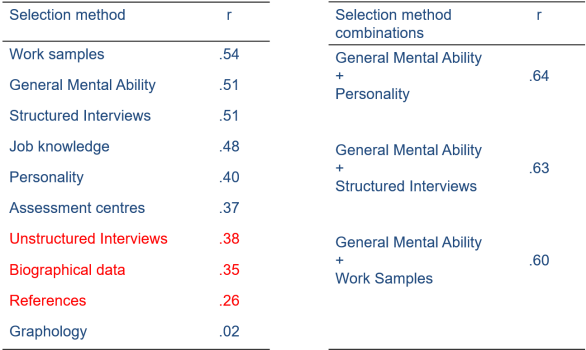 Selection method r
Work samples .54
General Mental Ability .51
Structured Interviews .51
Job knowledge .48
Personality .40
Assessment centres .37
Unstructured Interviews .38
Biographical data .35
References .26
Graphology .02
Selection method r
combinations
General Mental Ability
+ .64
Personality
General Mental Ability
+ .63
Structured Interviews
General Mental Ability
+ .60
Work Samples